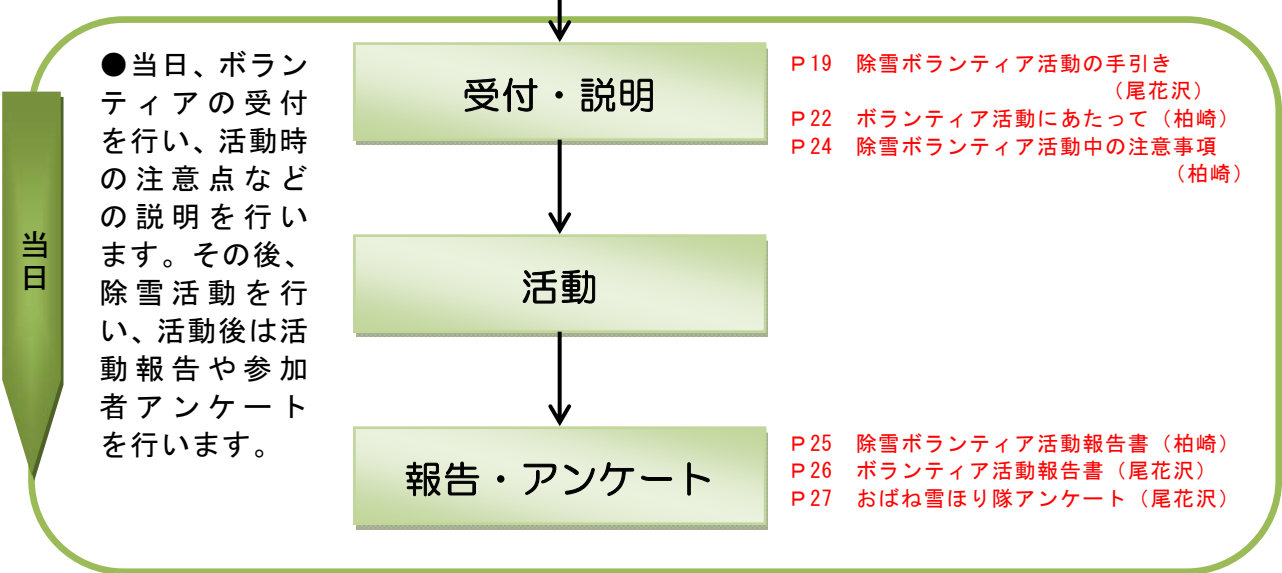 当日
●当日、ボラン
ティアの受付
を行い、活動時
の注意点など
の説明を行い
ます。その後、
除雪活動を行
い、活動後は活
動報告や参加
者アンケート
を行います。
受付・説明
P19 除雪ボランティア活動の手引き
（尾花沢）
P22 ボランティア活動にあたって（柏崎）
P24 除雪ボランティア活動中の注意事項
（柏崎）
活動
報告・アンケート
P25 除雪ボランティア活動報告書（柏崎）
P26 ボランティア活動報告書（尾花沢）
P27 おばね雪ほり隊アンケート（尾花沢）